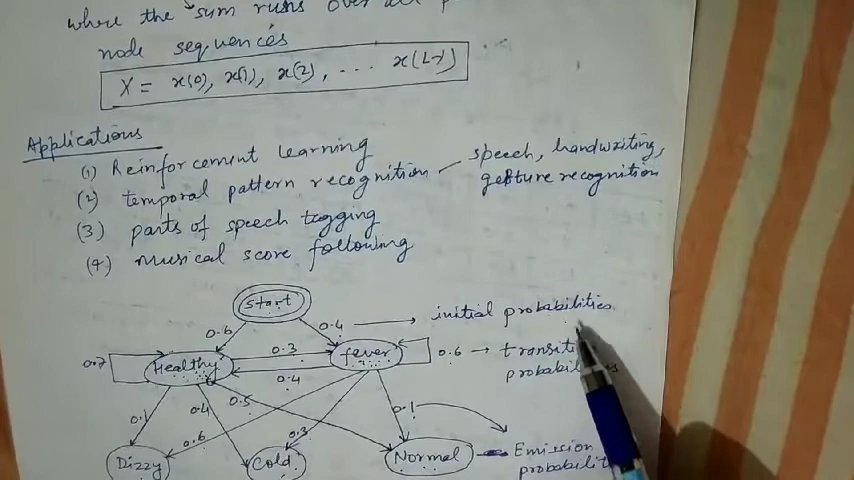 where the sum runs over all
node sequences
X = x(0), x(1), x(2), ... x(L-1)
Applications
(1) Reinforcement learning
(2) temporal pattern recognition – speech, handwriting,
gesture recognition
(3) parts of speech tagging
(4) musical score following
Start
0.6
0.4 → initial probabilities
0.7
Healthy
0.3
0.4
fever
0.6 → transiti
probabil
0.1
0.4
0.5
0.6
0.3
0.1
Dizzy
Cold
Normal
Emission
probabilit